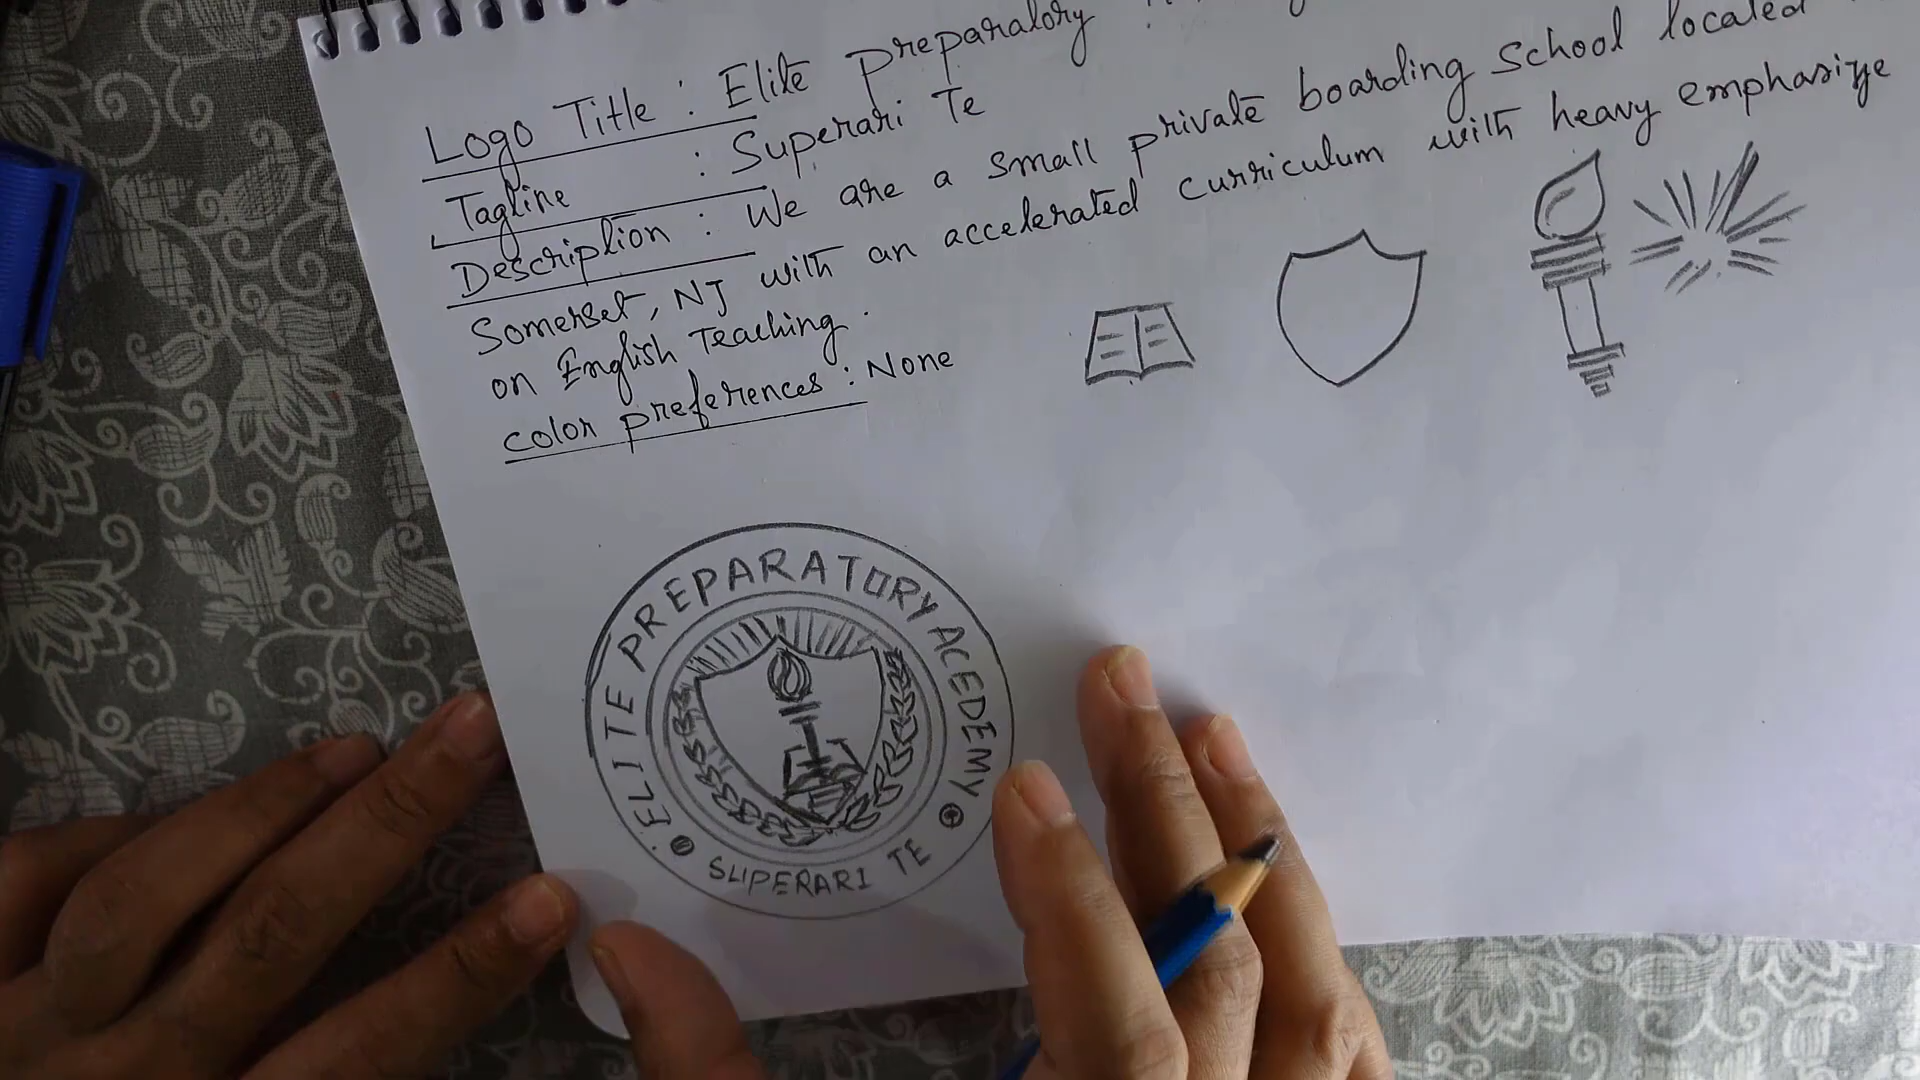 Logo Title : Elite Preparatory
Tagline : Superari Te
Description : We are a small private boarding school located
Somerset, NJ with an accelerated curriculum with heavy emphasize
on English Teaching.
color preferences : None
ELITE PREPARATORY ACEDEMY
SUPERARI TE